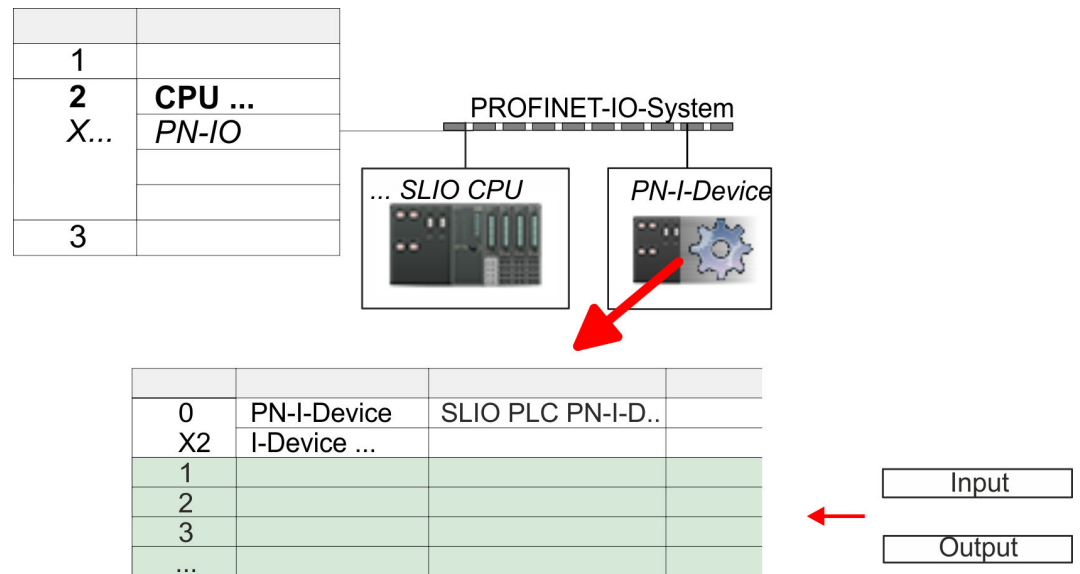 1
2 CPU ...
X... PN-IO
3
PROFINET-IO-System
... SLIO CPU
PN-I-Device
0 PN-I-Device SLIO PLC PN-I-D..
X2 I-Device ...
1
2
3
...
Input
Output